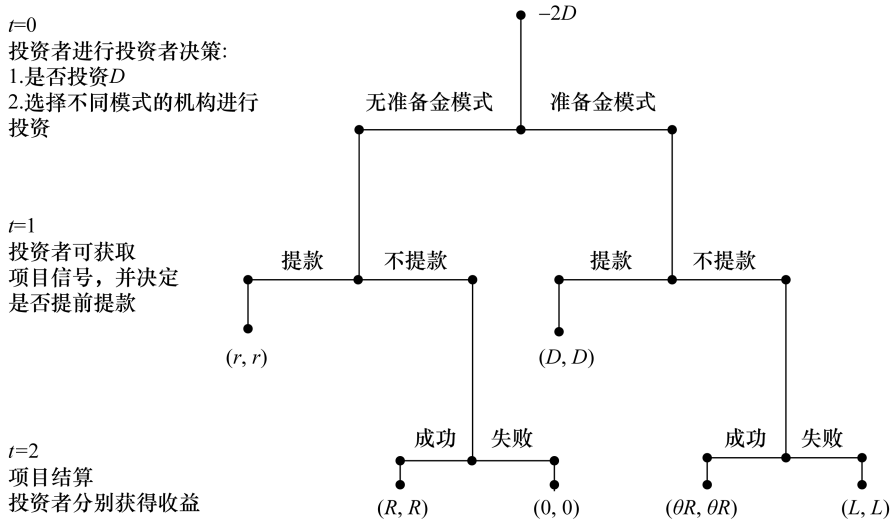 t=0
投资者进行投资者决策:
1.是否投资D
2.选择不同模式的机构进行
投资
−2D
无准备金模式
准备金模式
t=1
投资者可获取
项目信号，并决定
是否提前提款
提款
不提款
提款
不提款
(r, r)
(D, D)
t=2
项目结算
投资者分别获得收益
成功
失败
成功
失败
(R, R)
(0, 0)
(θR, θR)
(L, L)